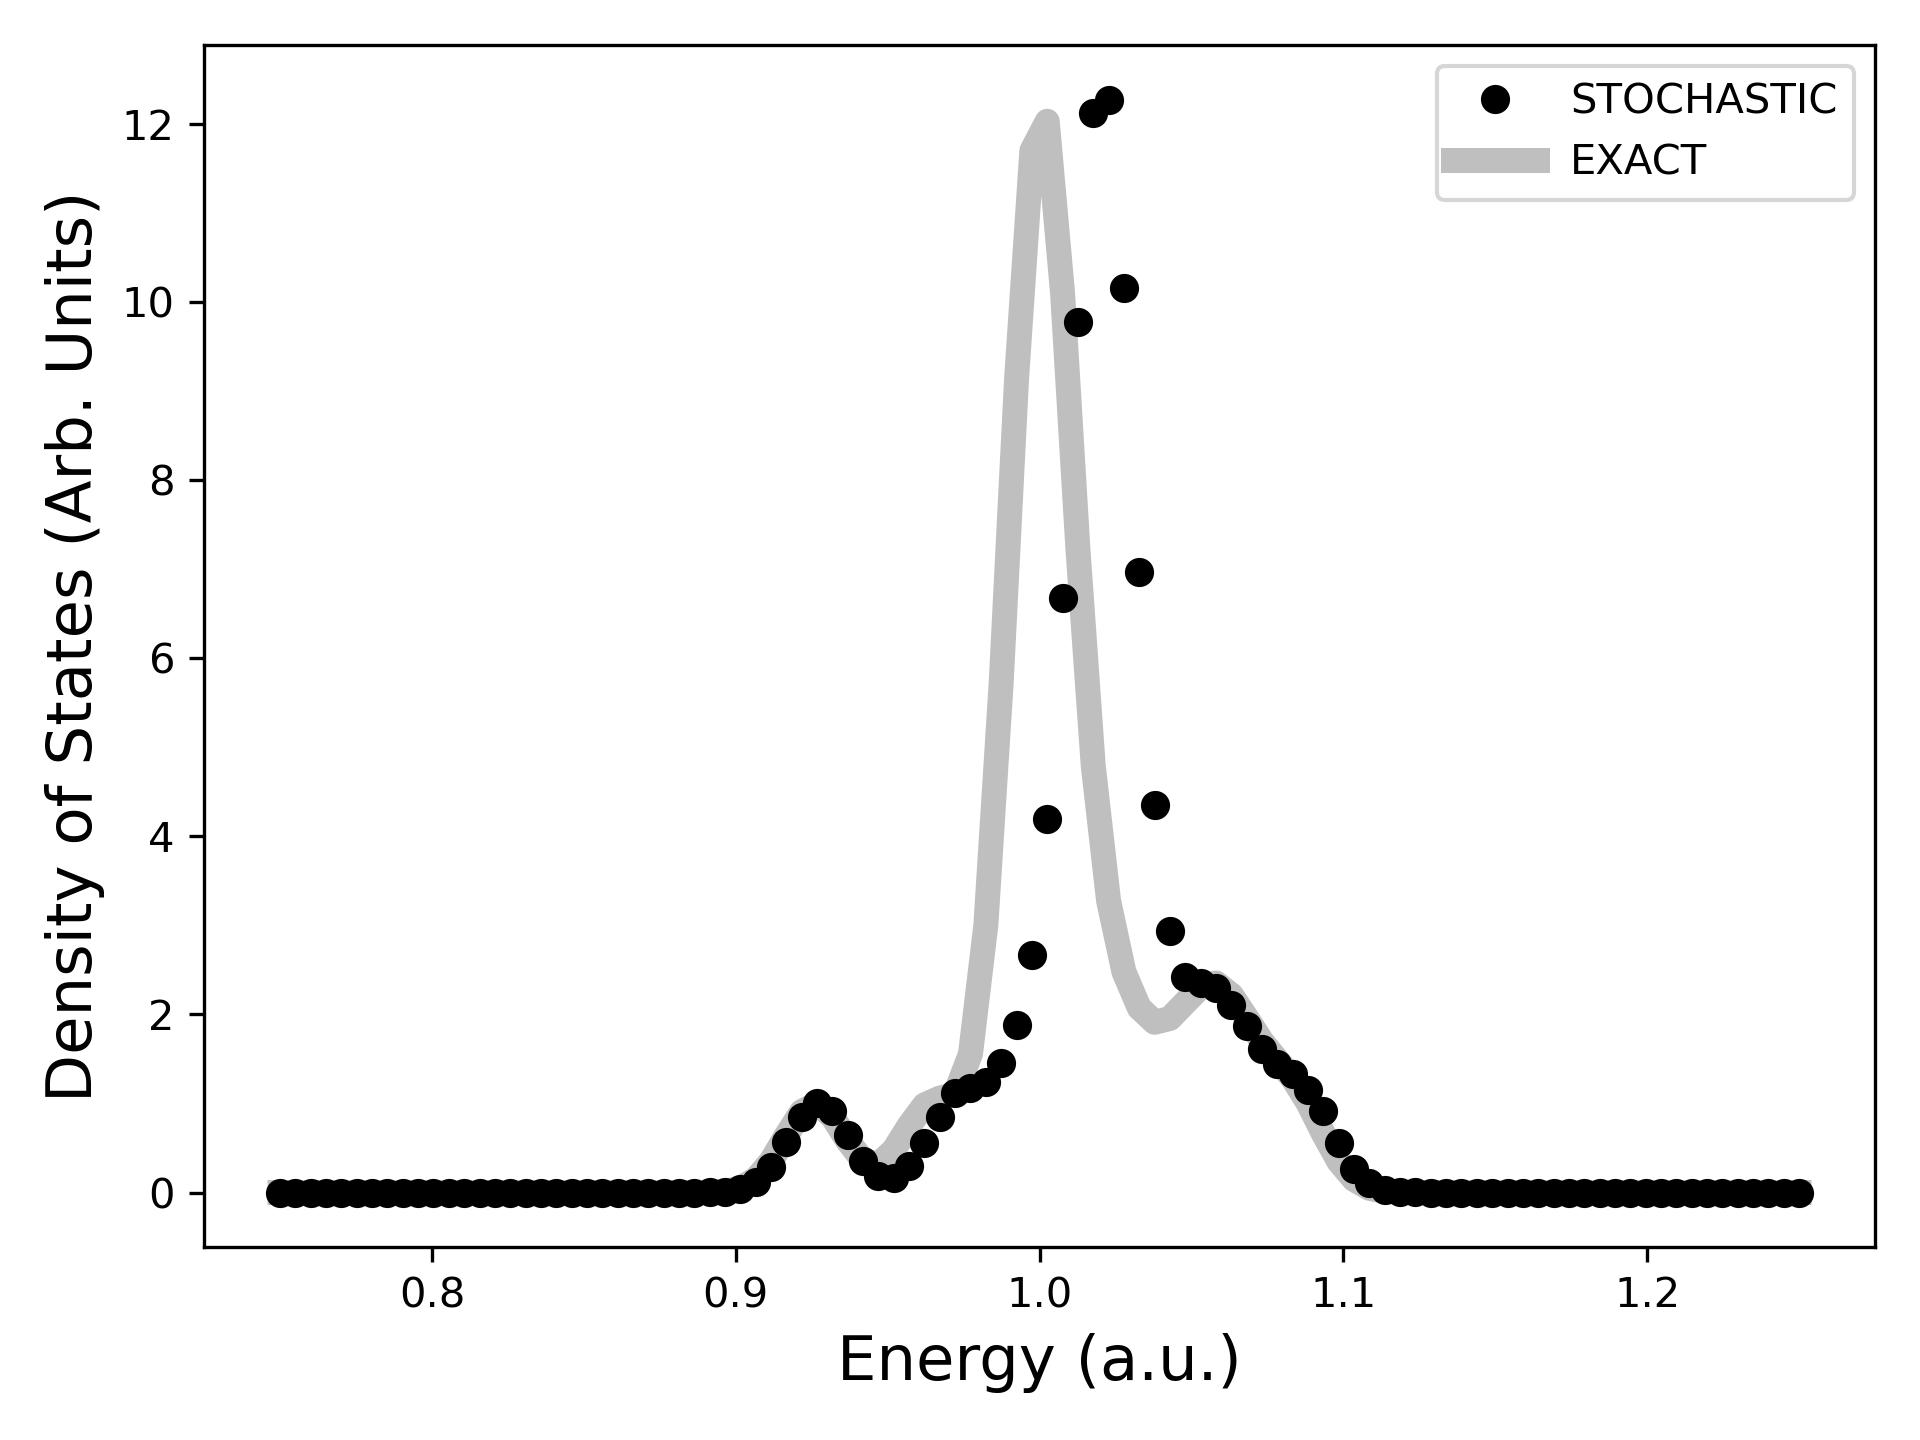 STOCHASTIC
EXACT
Density of States (Arb. Units)
12
10
8
6
4
2
0
0.8 0.9 1.0 1.1 1.2
Energy (a.u.)